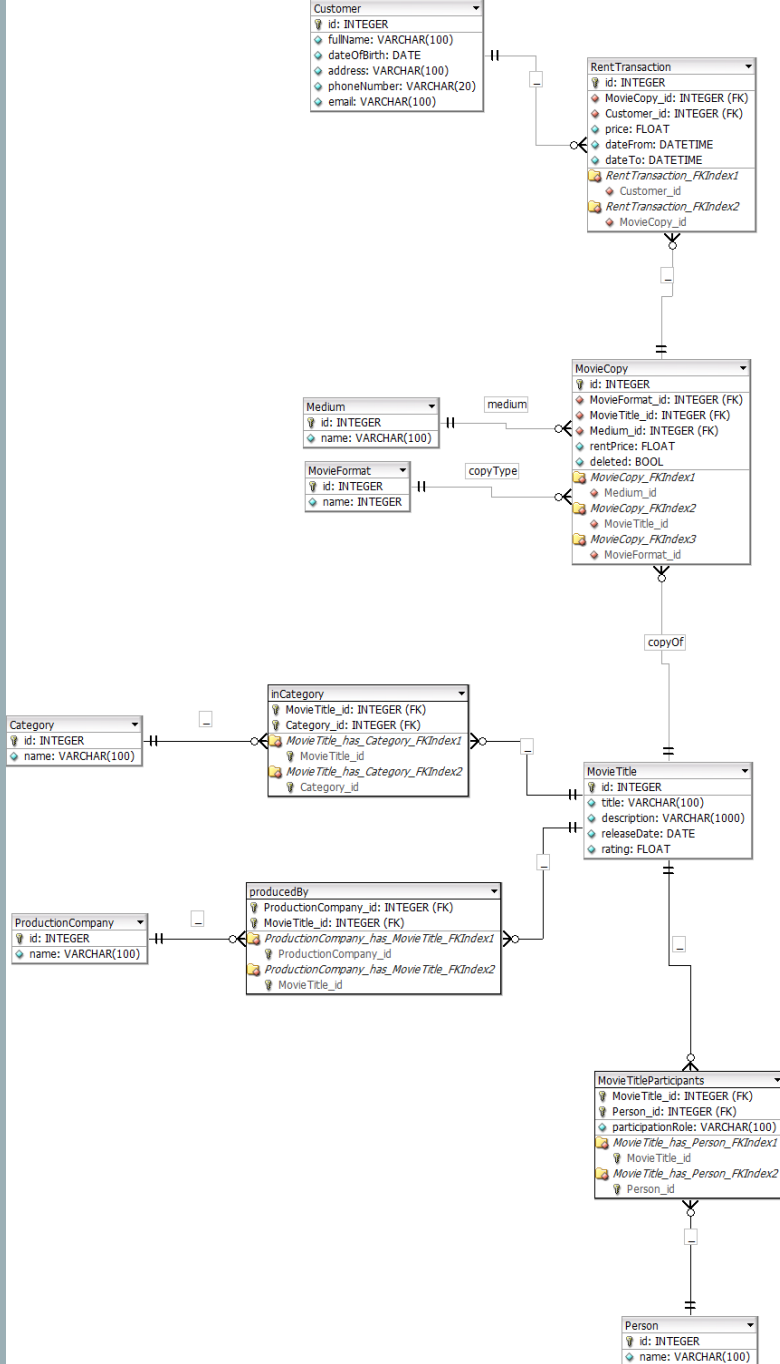 Customer
id: INTEGER
fullName: VARCHAR(100)
dateOfBirth: DATE
address: VARCHAR(100)
phoneNumber: VARCHAR(20)
email: VARCHAR(100)
RentTransaction
id: INTEGER
MovieCopy_id: INTEGER (FK)
Customer_id: INTEGER (FK)
price: FLOAT
dateFrom: DATETIME
dateTo: DATETIME
RentTransaction_FKIndex1
Customer_id
RentTransaction_FKIndex2
MovieCopy_id
MovieCopy
id: INTEGER
MovieFormat_id: INTEGER (FK)
MovieTitle_id: INTEGER (FK)
Medium_id: INTEGER (FK)
rentPrice: FLOAT
deleted: BOOL
MovieCopy_FKIndex1
Medium_id
MovieCopy_FKIndex2
MovieTitle_id
MovieCopy_FKIndex3
MovieFormat_id
Medium
id: INTEGER
name: VARCHAR(100)
medium
MovieFormat
id: INTEGER
name: INTEGER
copyType
copyOf
inCategory
MovieTitle_id: INTEGER (FK)
Category_id: INTEGER (FK)
MovieTitle_has_Category_FKIndex1
MovieTitle_id
MovieTitle_has_Category_FKIndex2
Category_id
Category
id: INTEGER
name: VARCHAR(100)
MovieTitle
id: INTEGER
title: VARCHAR(100)
description: VARCHAR(1000)
releaseDate: DATE
rating: FLOAT
producedBy
ProductionCompany_id: INTEGER (FK)
MovieTitle_id: INTEGER (FK)
ProductionCompany_has_MovieTitle_FKIndex1
ProductionCompany_id
ProductionCompany_has_MovieTitle_FKIndex2
MovieTitle_id
ProductionCompany
id: INTEGER
name: VARCHAR(100)
MovieTitleParticipants
MovieTitle_id: INTEGER (FK)
Person_id: INTEGER (FK)
participationRole: VARCHAR(100)
MovieTitle_has_Person_FKIndex1
MovieTitle_id
MovieTitle_has_Person_FKIndex2
Person_id
Person
id: INTEGER
name: VARCHAR(100)